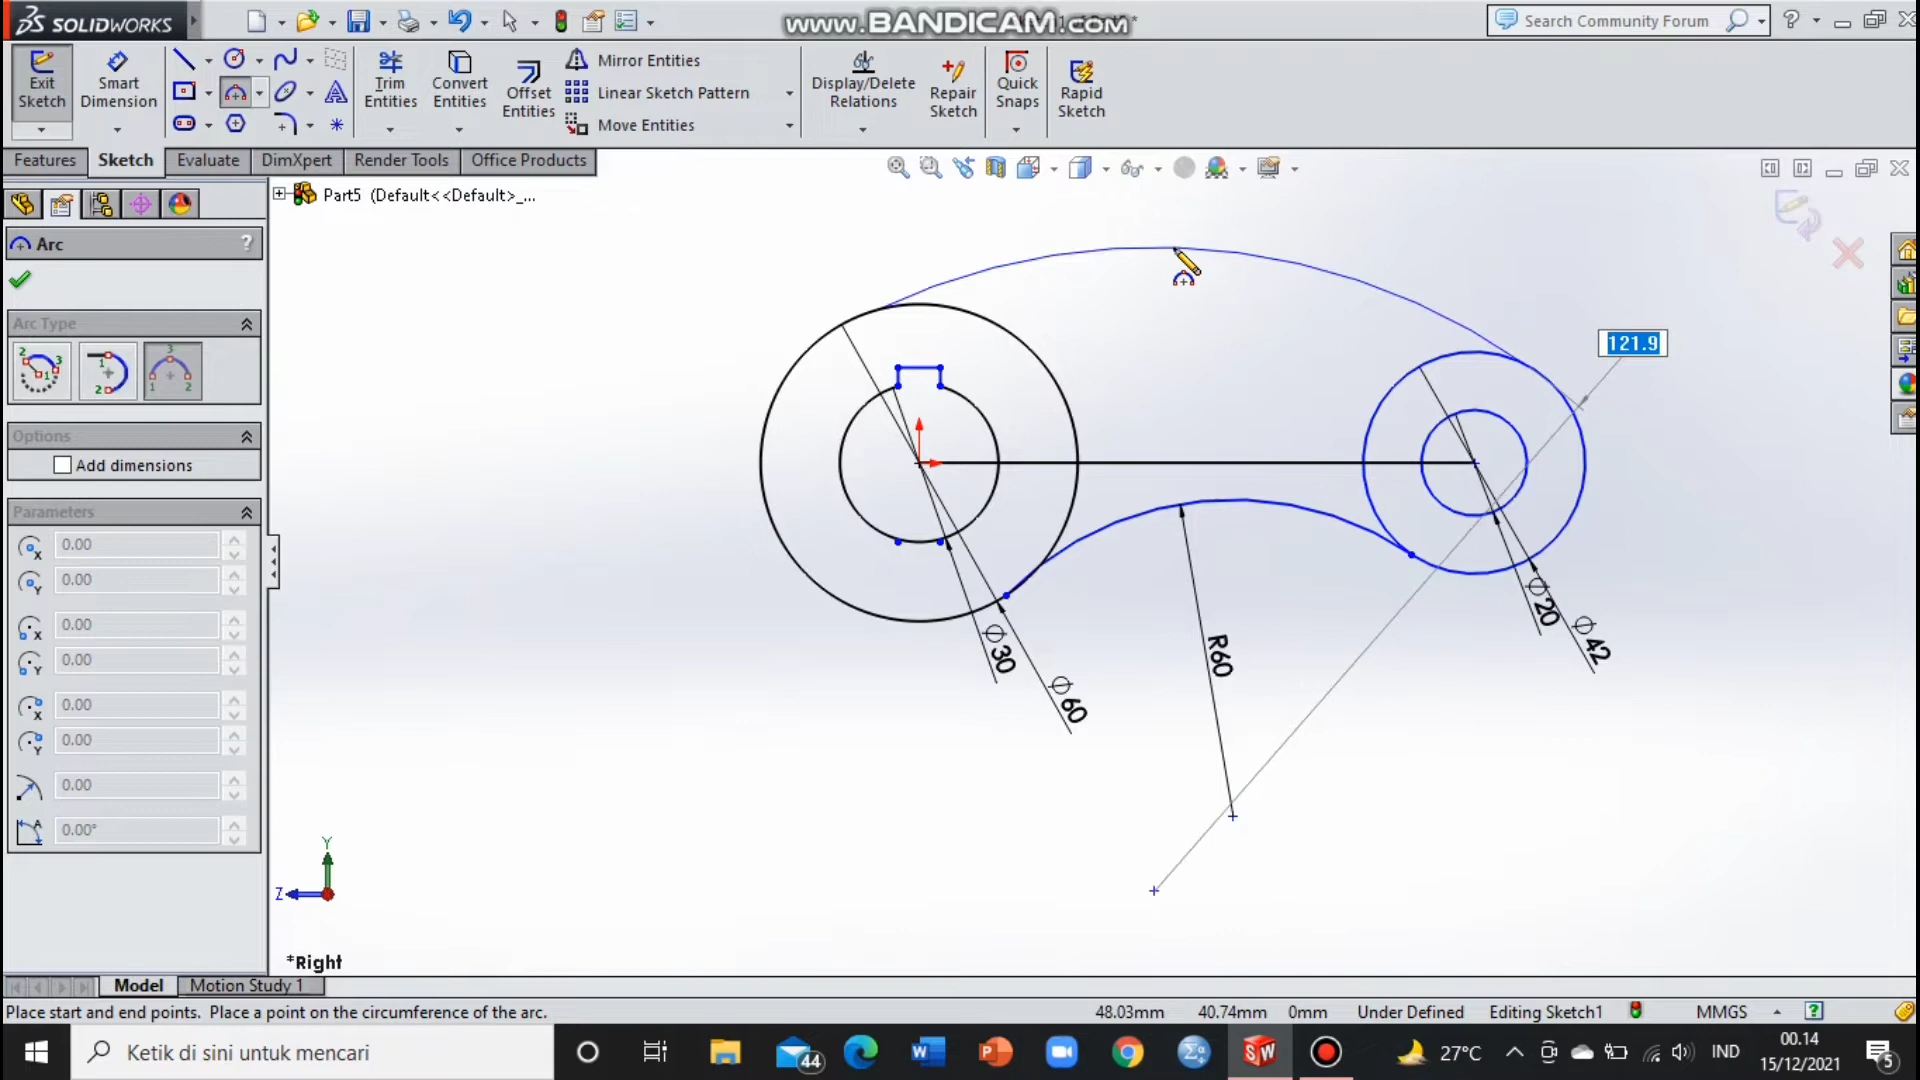 SOLIDWORKS
www.BANDICAM.com
Search Community Forum
Exit Sketch
Smart Dimension
Trim Entities
Convert Entities
Offset Entities
Mirror Entities
Linear Sketch Pattern
Move Entities
Display/Delete Relations
Repair Sketch
Quick Snaps
Rapid Sketch
Features
Sketch
Evaluate
DimXpert
Render Tools
Office Products
Part5 (Default<<Default>_...
Arc
?
Arc Type
Options
Add dimensions
Parameters
0.00
0.00
0.00
0.00
0.00
0.00
0.00
0.00°
121.9
R60
Ø30
Ø60
Ø20
Ø42
Y
Z
*Right
Model
Motion Study 1
Place start and end points. Place a point on the circumference of the arc.
48.03mm
40.74mm
0mm
Under Defined
Editing Sketch1
MMGS
Ketik di sini untuk mencari
44
27°C
IND
00.14
15/12/2021
5